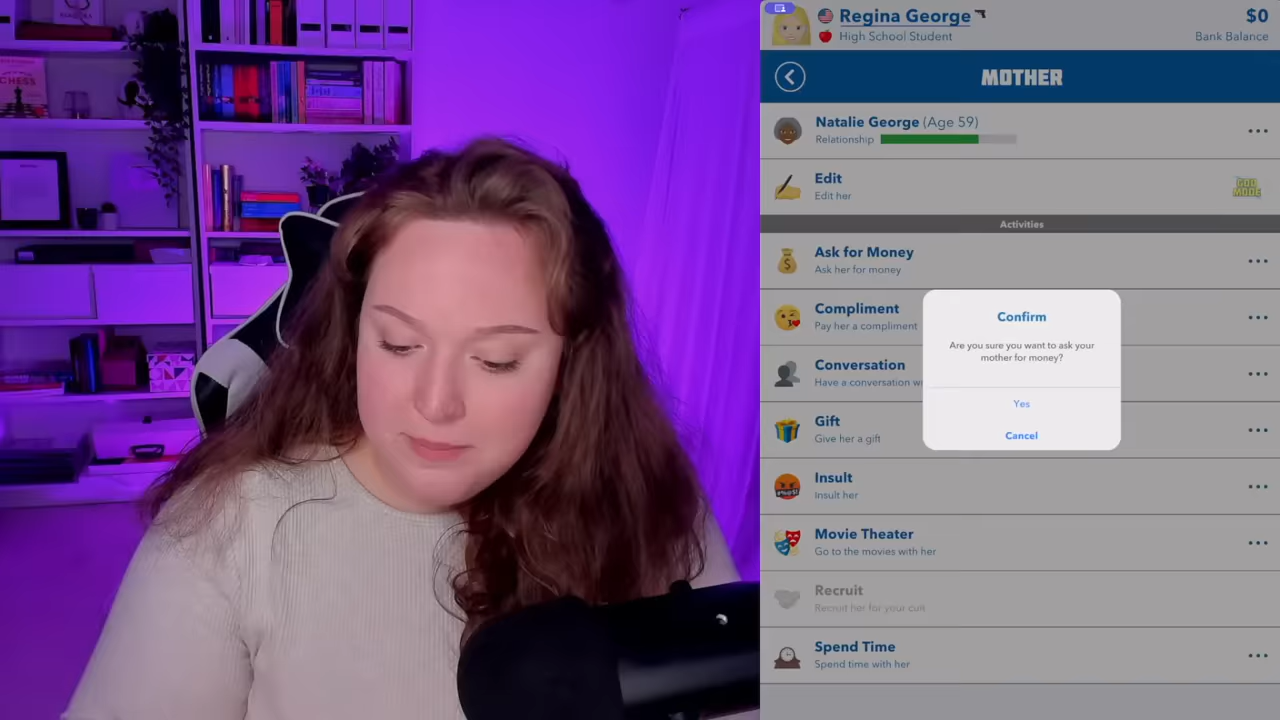 CHESS
Regina George
High School Student
$0
Bank Balance
MOTHER
Natalie George (Age 59)
Relationship
Edit
Edit her
GOD
MODE
Activities
Ask for Money
Ask her for money
Compliment
Pay her a compliment
Conversation
Have a conversation w
Gift
Give her a gift
Insult
Insult her
Movie Theater
Go to the movies with her
Recruit
Recruit her for your cult
Spend Time
Spend time with her
Confirm
Are you sure you want to ask your
mother for money?
Yes
Cancel